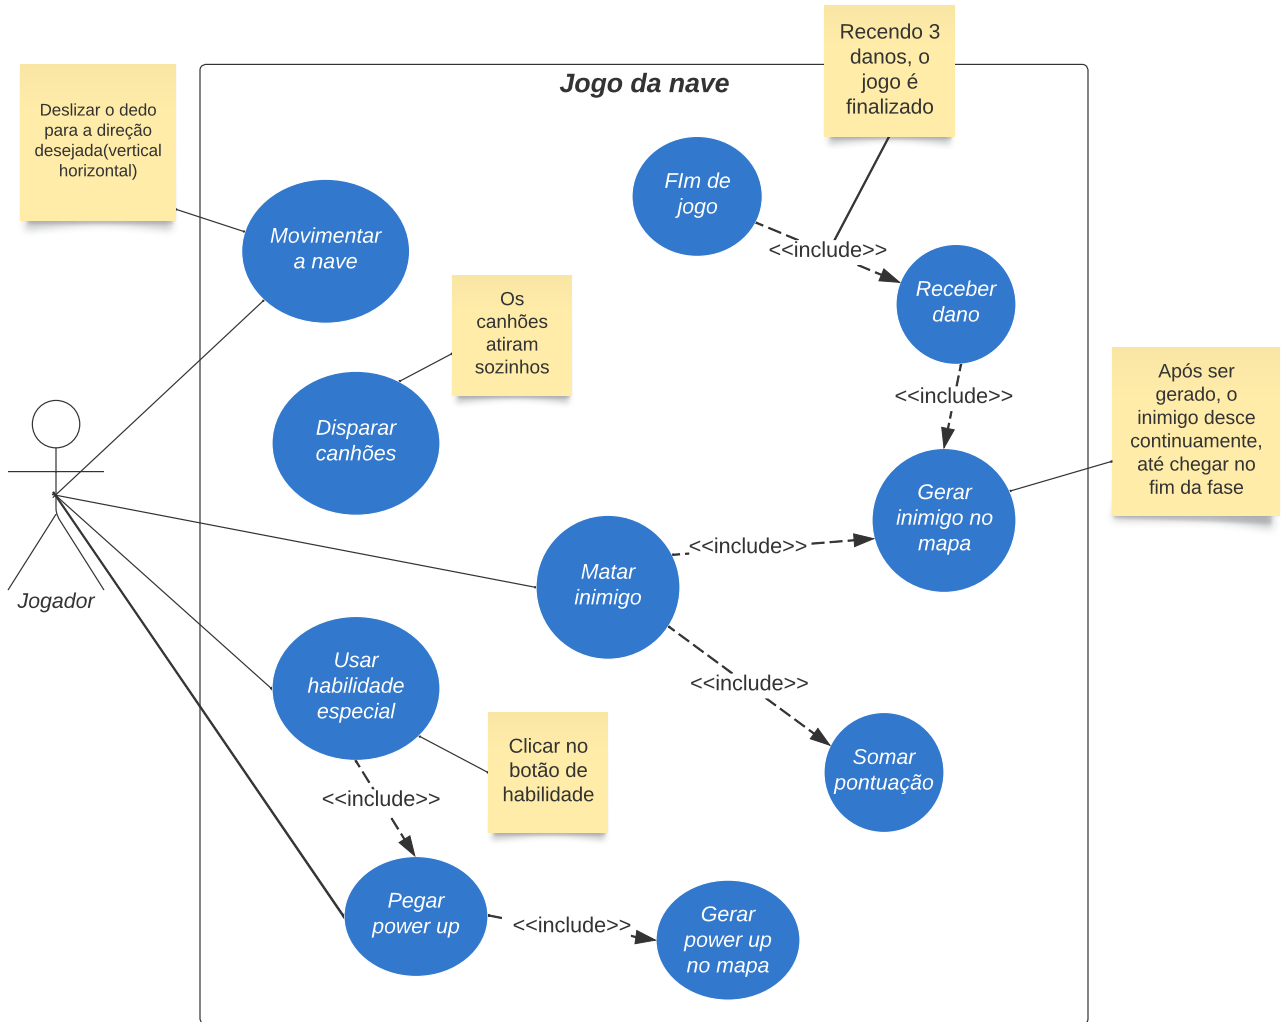 Recendo 3
danos, o
jogo é
finalizado
Jogo da nave
Deslizar o dedo
para a direção
desejada(vertical
horizontal)
FIm de
jogo
Movimentar
a nave
<<include>>
Receber
dano
Os
canhões
atiram
sozinhos
<<include>>
Após ser
gerado, o
inimigo desce
continuamente,
até chegar no
fim da fase
Disparar
canhões
Gerar
inimigo no
mapa
<<include>>
Matar
inimigo
Jogador
Usar
habilidade
especial
<<include>>
Clicar no
botão de
habilidade
Somar
pontuação
<<include>>
Pegar
power up
<<include>>
Gerar
power up
no mapa